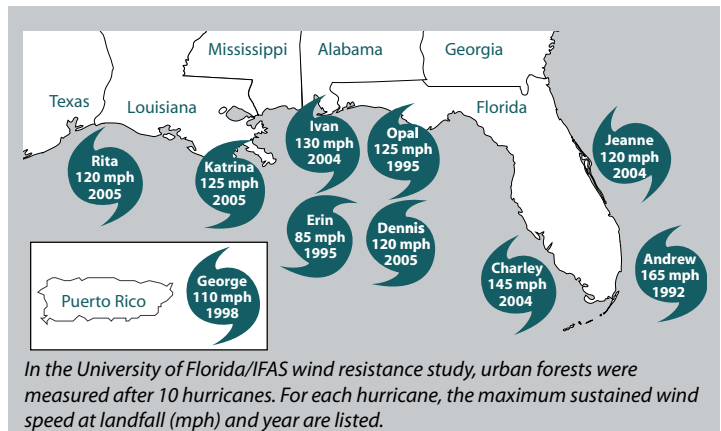 Mississippi
Alabama
Georgia
Texas
Louisiana
Florida
Rita
120 mph
2005
Katrina
125 mph
2005
Ivan
130 mph
2004
Opal
125 mph
1995
Jeanne
120 mph
2004
Erin
85 mph
1995
Dennis
120 mph
2005
Charley
145 mph
2004
Andrew
165 mph
1992
Puerto Rico
George
110 mph
1998
In the University of Florida/IFAS wind resistance study, urban forests were
measured after 10 hurricanes. For each hurricane, the maximum sustained wind
speed at landfall (mph) and year are listed.